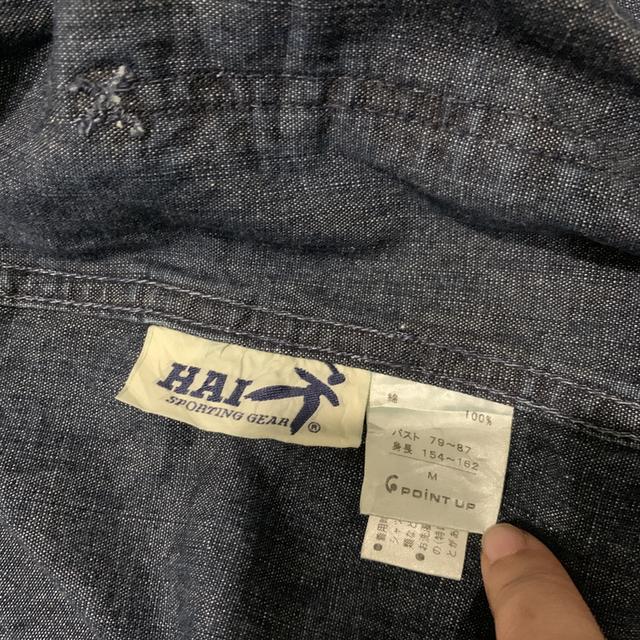 HAI
SPORTING GEAR
®
綿 100%
バスト 79~87
身長 154~162
M
POINT UP